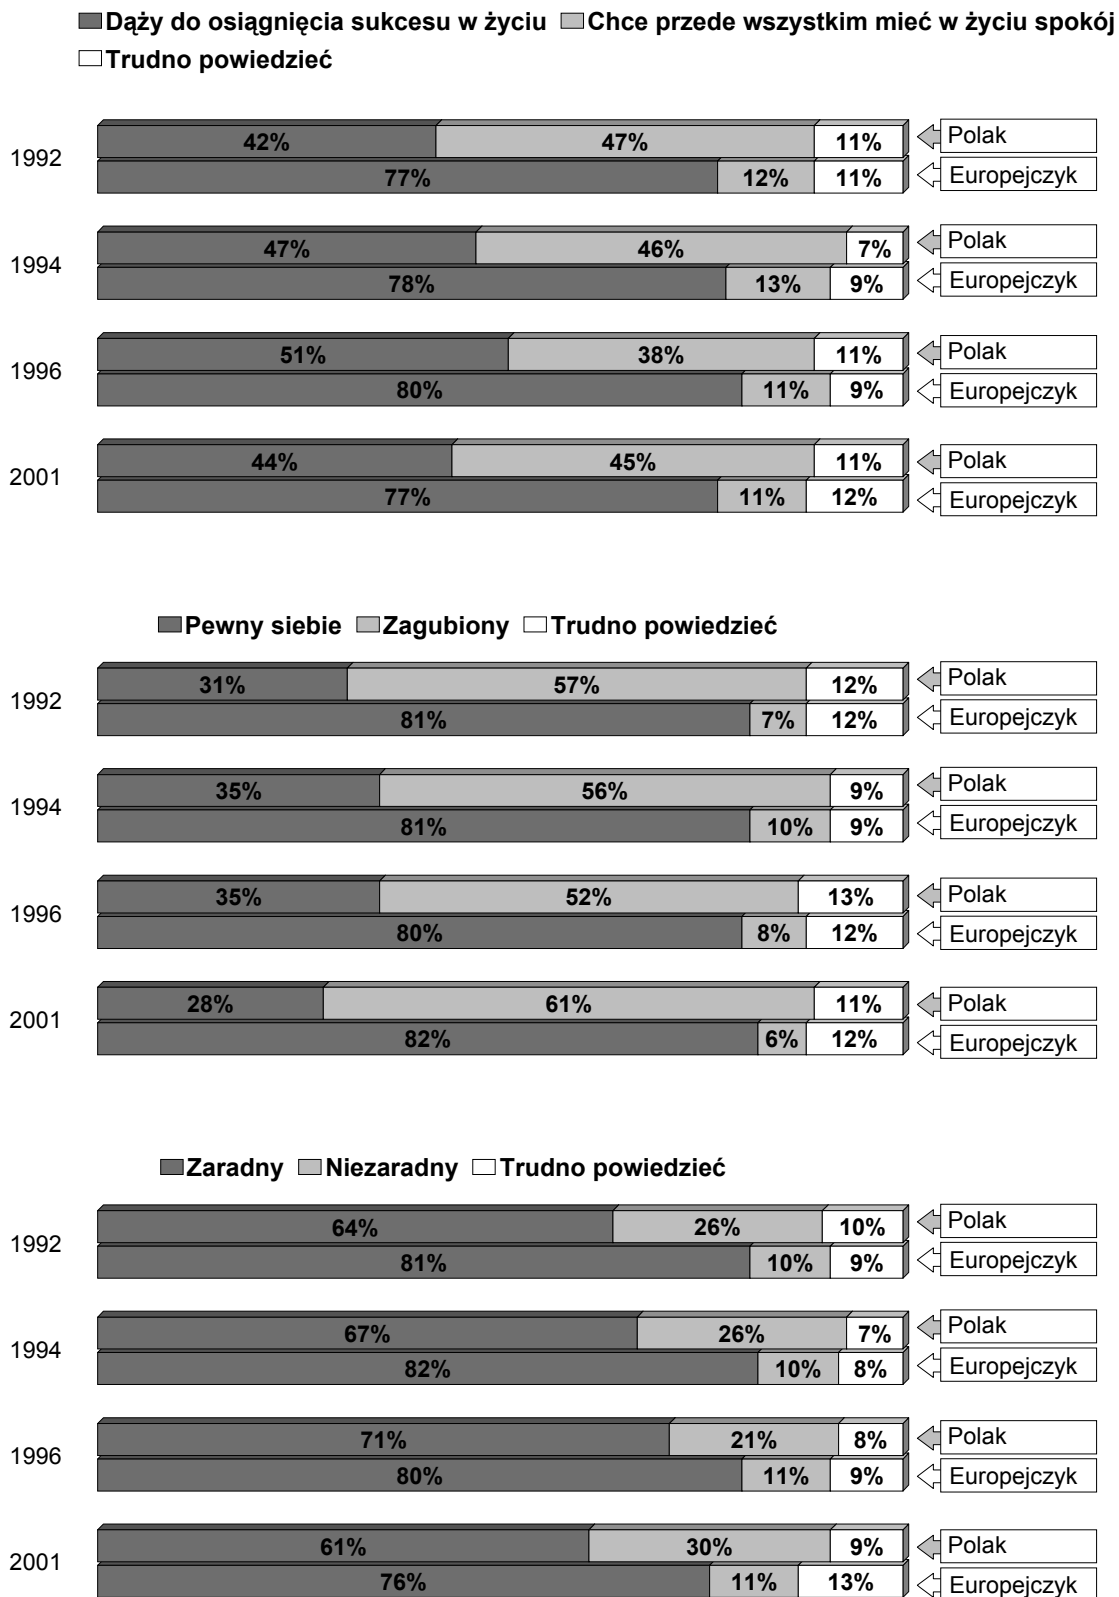 Dąży do osiągnięcia sukcesu w życiu Chce przede wszystkim mieć w życiu spokój
Trudno powiedzieć
42% 47% 11% Polak
1992
77% 12% 11% Europejczyk
47% 46% 7% Polak
1994
78% 13% 9% Europejczyk
51% 38% 11% Polak
1996
80% 11% 9% Europejczyk
44% 45% 11% Polak
2001
77% 11% 12% Europejczyk
Pewny siebie Zagubiony Trudno powiedzieć
31% 57% 12% Polak
1992
81% 7% 12% Europejczyk
35% 56% 9% Polak
1994
81% 10% 9% Europejczyk
35% 52% 13% Polak
1996
80% 8% 12% Europejczyk
28% 61% 11% Polak
2001
82% 6% 12% Europejczyk
Zaradny Niezaradny Trudno powiedzieć
64% 26% 10% Polak
1992
81% 10% 9% Europejczyk
67% 26% 7% Polak
1994
82% 10% 8% Europejczyk
71% 21% 8% Polak
1996
80% 11% 9% Europejczyk
61% 30% 9% Polak
2001
76% 11% 13% Europejczyk